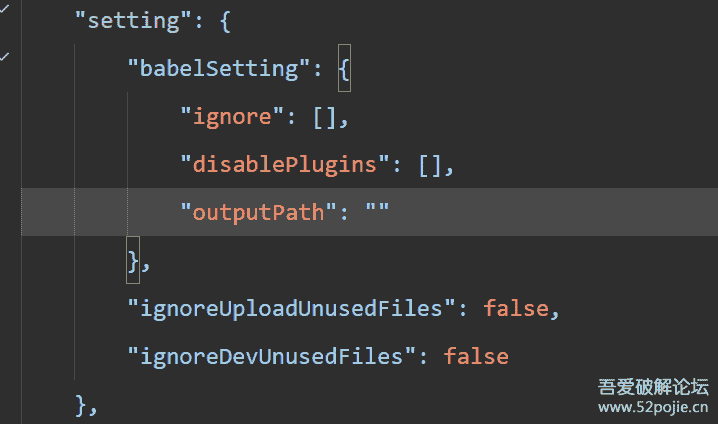 "setting": {
"babelSetting": {
"ignore": [],
"disablePlugins": [],
"outputPath": ""
},
"ignoreUploadUnusedFiles": false,
"ignoreDevUnusedFiles": false
},
吾爱破解论坛
www.52pojie.cn